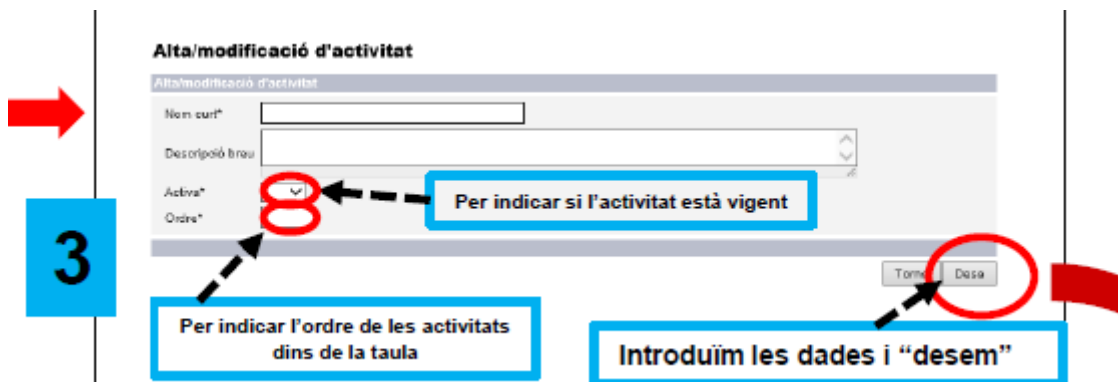 Alta/modificació d'activitat
Alta/modificació d'activitat
Nom curt*
Descripció breu
Activa*
Per indicar si l'activitat està vigent
Ordre*
3
Torna Desa
Per indicar l'ordre de les activitats
dins de la taula
Introduïm les dades i “desem”